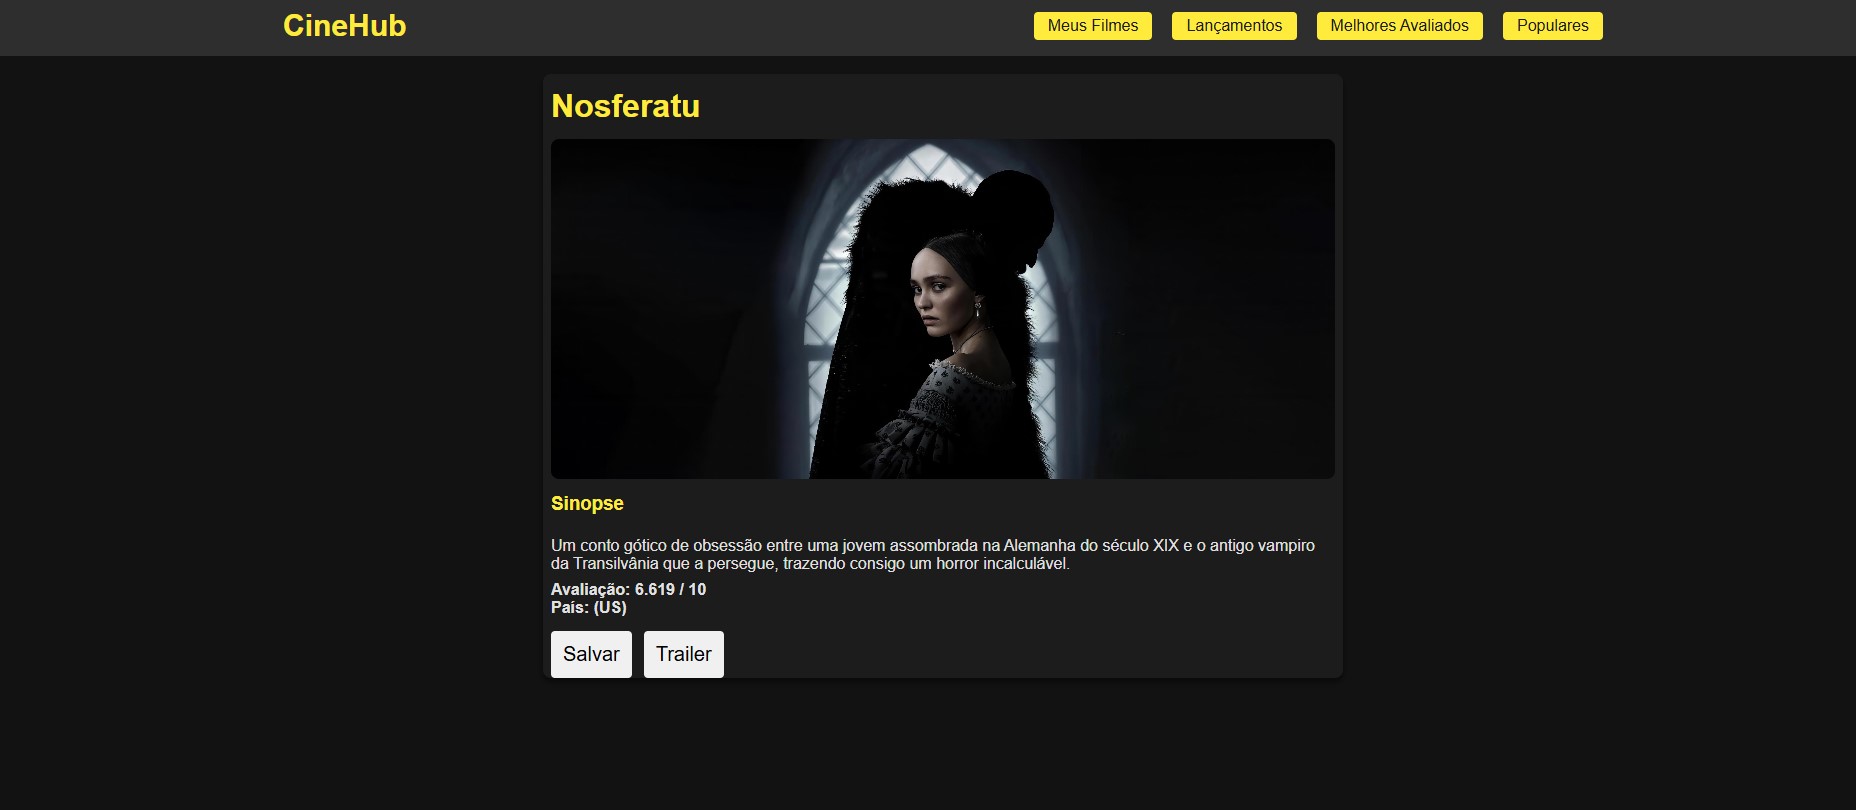 CineHub
Meus Filmes
Lançamentos
Melhores Avaliados
Populares
Nosferatu
Sinopse
Um conto gótico de obsessão entre uma jovem assombrada na Alemanha do século XIX e o antigo vampiro
da Transilvânia que a persegue, trazendo consigo um horror incalculável.
Avaliação: 6.619 / 10
País: (US)
Salvar
Trailer